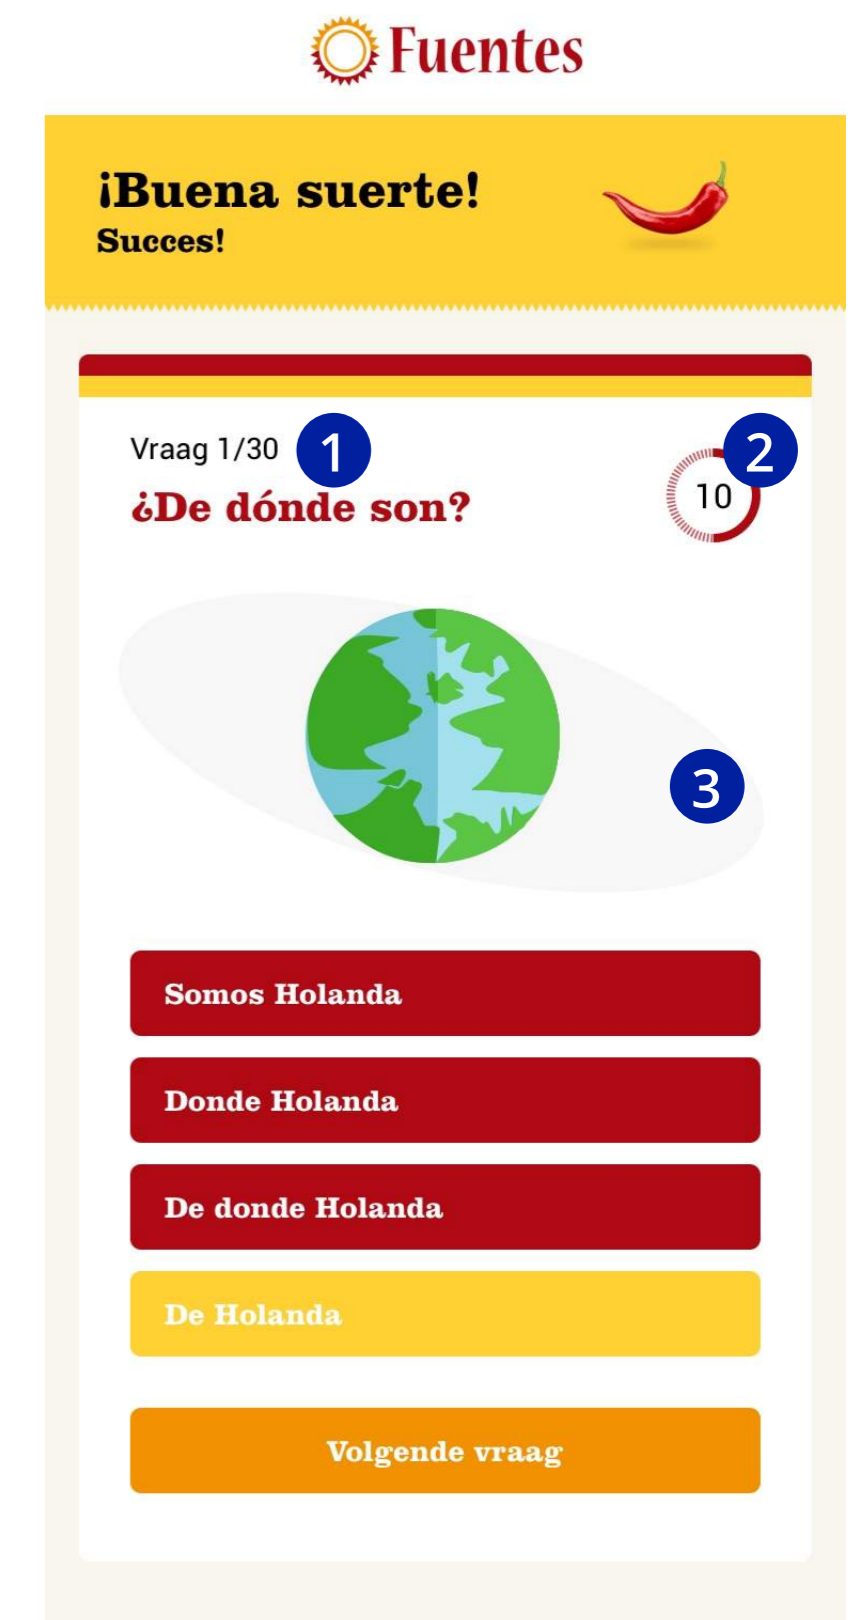 Fuentes
¡Buena suerte!
Succes!
Vraag 1/30
1
2
¿De dónde son?
10
3
Somos Holanda
Donde Holanda
De donde Holanda
De Holanda
Volgende vraag